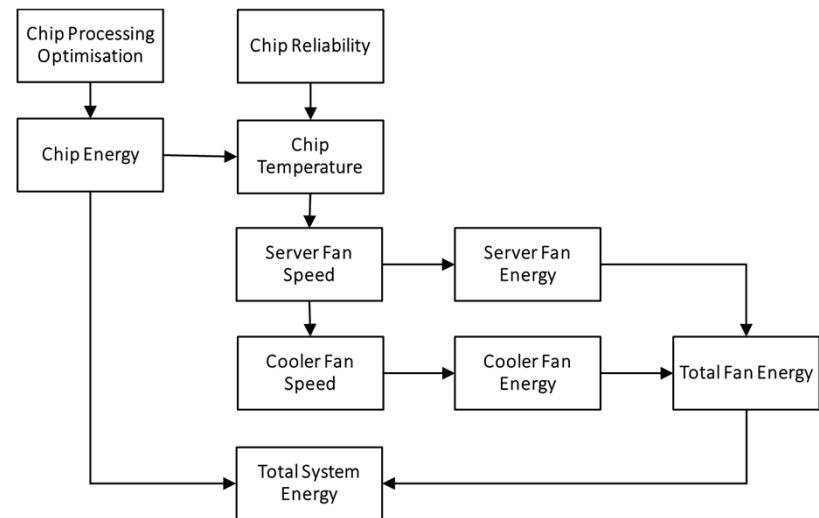 Chip Processing
Optimisation
Chip Reliability
Chip Energy
Chip
Temperature
Server Fan
Speed
Server Fan
Energy
Cooler Fan
Speed
Cooler Fan
Energy
Total Fan Energy
Total System
Energy